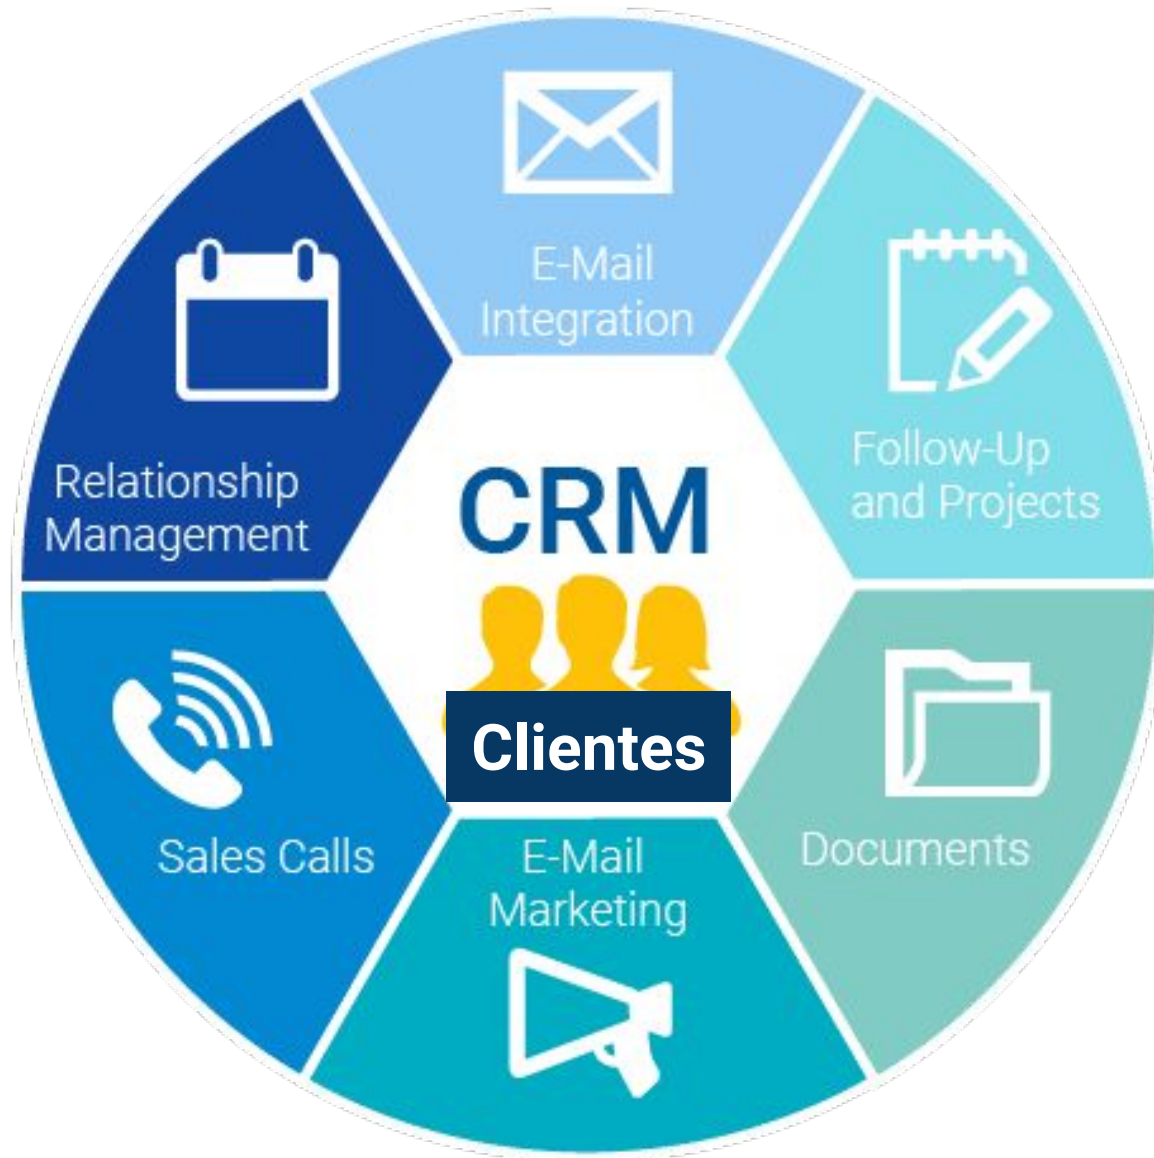 E-Mail
Integration
Follow-Up
and Projects
Relationship
Management
CRM
Clientes
Sales Calls
E-Mail
Marketing
Documents